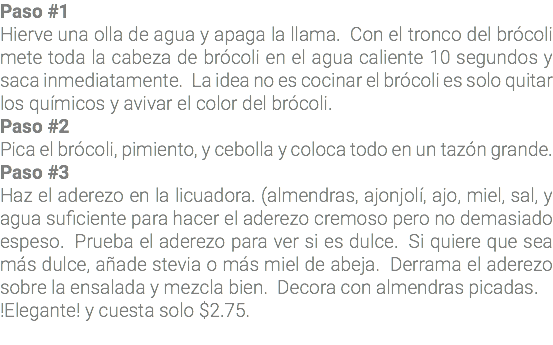 Paso #1
Hierve una olla de agua y apaga la llama.  Con el tronco del brócoli
mete toda la cabeza de brócoli en el agua caliente 10 segundos y
saca inmediatamente.  La idea no es cocinar el brócoli es solo quitar
los químicos y avivar el color del brócoli.
Paso #2
Pica el brócoli, pimiento, y cebolla y coloca todo en un tazón grande.
Paso #3
Haz el aderezo en la licuadora. (almendras, ajonjolí, ajo, miel, sal, y
agua suficiente para hacer el aderezo cremoso pero no demasiado
espeso.  Prueba el aderezo para ver si es dulce.  Si quiere que sea
más dulce, añade stevia o más miel de abeja.  Derrama el aderezo
sobre la ensalada y mezcla bien.  Decora con almendras picadas.
!Elegante! y cuesta solo $2.75.